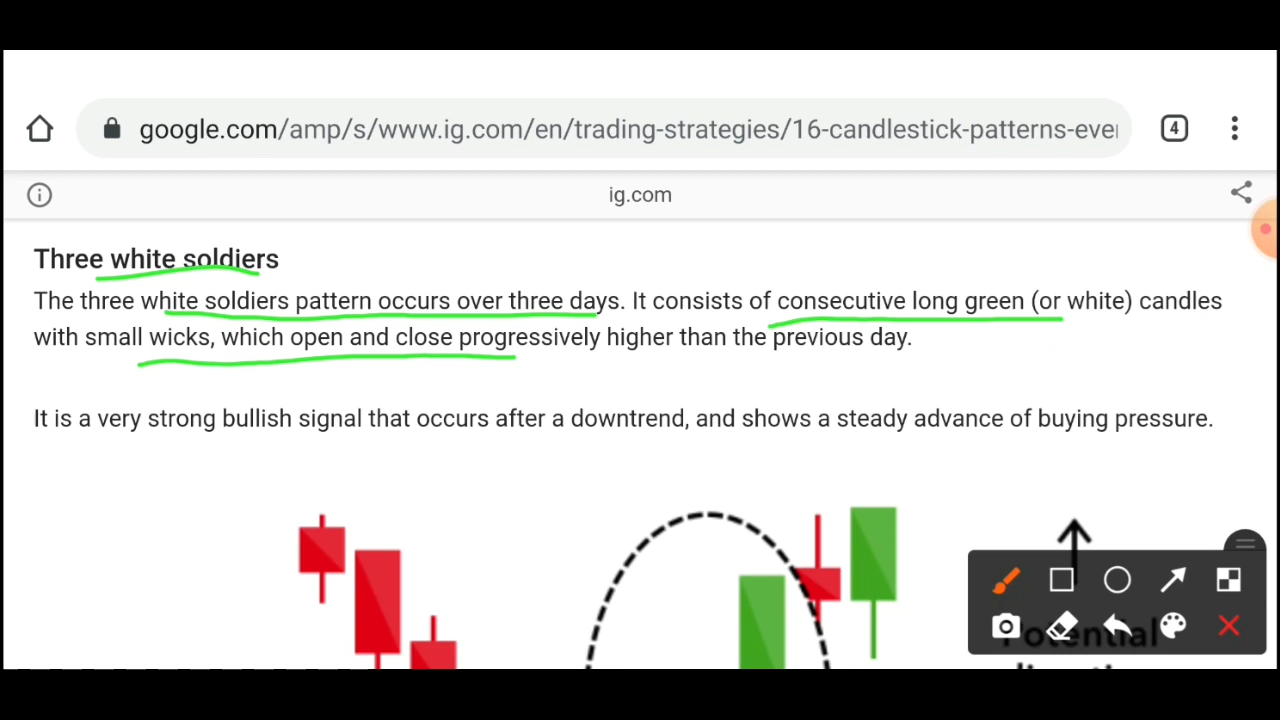 google.com/amp/s/www.ig.com/en/trading-strategies/16-candlestick-patterns-eve
4
ig.com
Three white soldiers
The three white soldiers pattern occurs over three days. It consists of consecutive long green (or white) candles
with small wicks, which open and close progressively higher than the previous day.
It is a very strong bullish signal that occurs after a downtrend, and shows a steady advance of buying pressure.
Potential